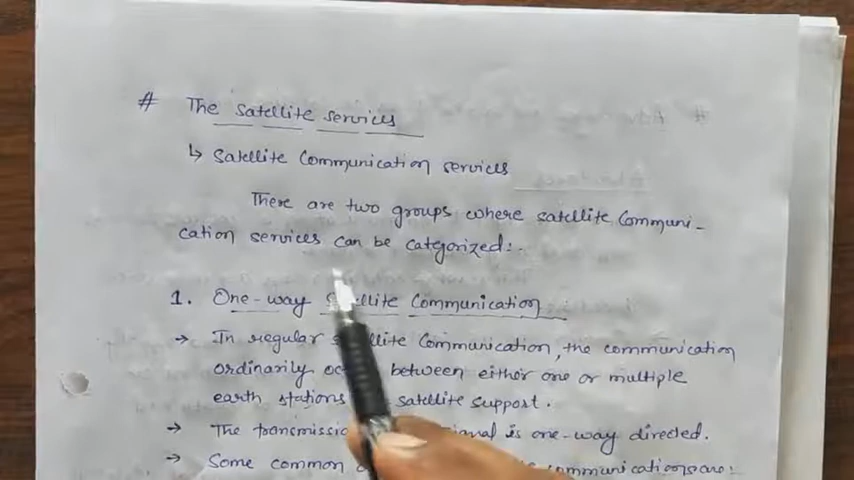 # The Satellite services
↳ Satellite Communication services
There are two groups where satellite Communi-
cation services can be categorized:.
1. One-way Satellite Communication
→ In regular satellite Communication, the communication
ordinarily between either one or multiple
earth stations satellite support.
→ The is one-way directed.
→ Some common communications are: